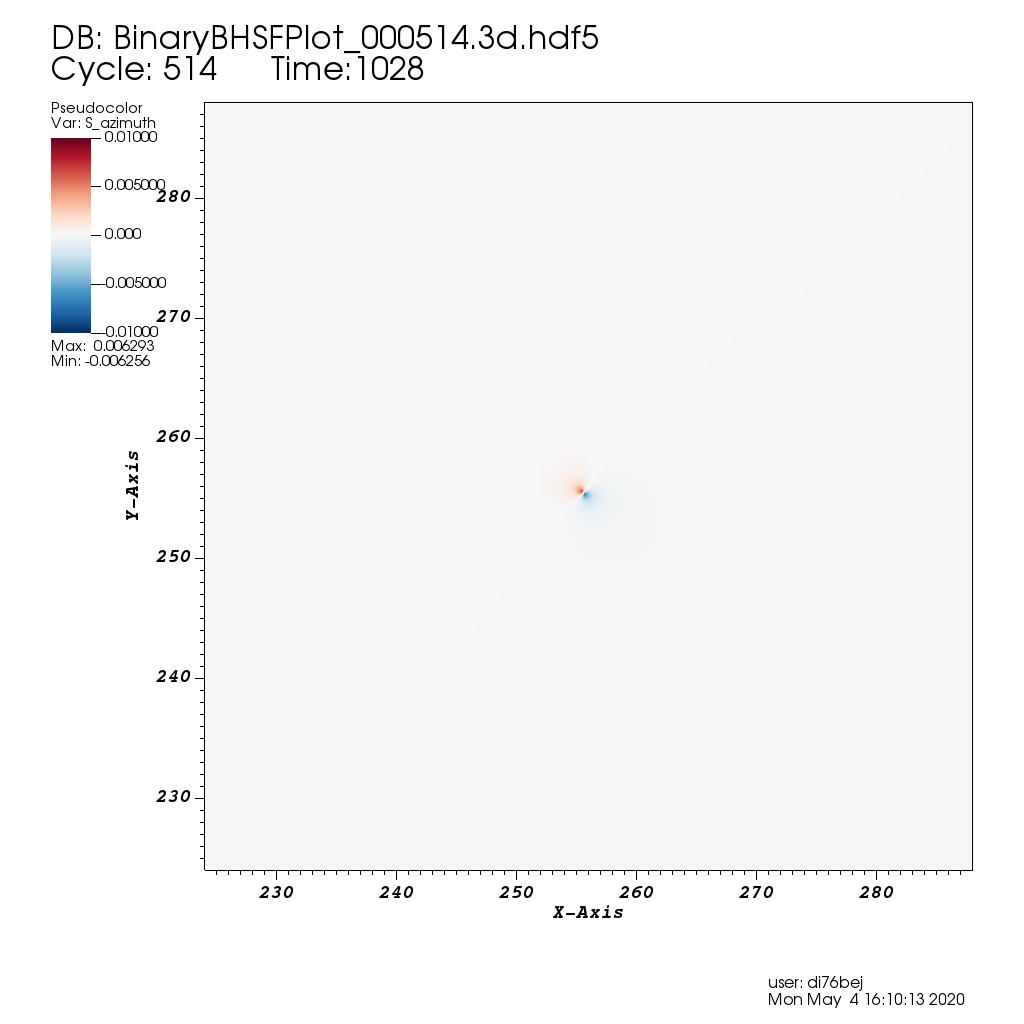 DB: BinaryBHSFPlot_000514.3d.hdf5
Cycle: 514 Time:1028
Pseudocolor
Var: S_azimuth
0.01000
0.005000
0.000
-0.005000
-0.01000
Max: 0.006293
Min: -0.006256
280
270
260
250
240
230
Y-Axis
230 240 250 260 270 280
X-Axis
user: di76bej
Mon May 4 16:10:13 2020